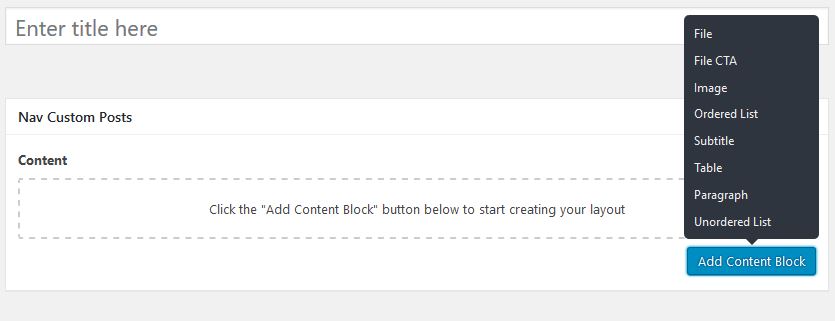 Enter title here
Nav Custom Posts
Content
Click the "Add Content Block" button below to start creating your layout
File
File CTA
Image
Ordered List
Subtitle
Table
Paragraph
Unordered List
Add Content Block